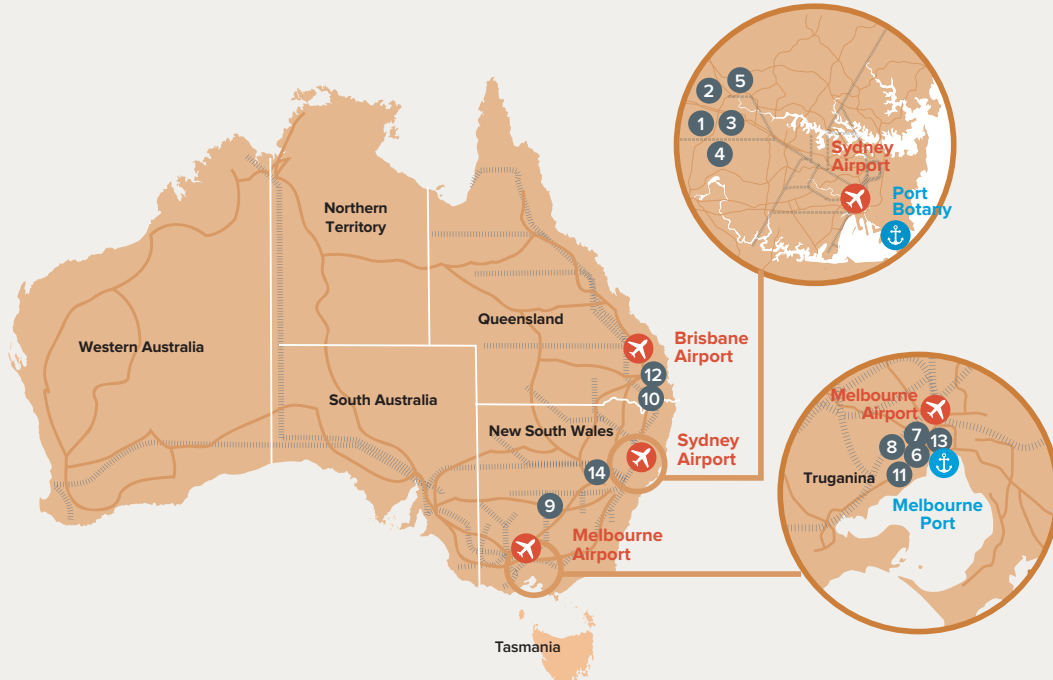 2
5
1
3
4
Sydney
Airport
Port
Botany
Northern
Territory
Queensland
Western Australia
South Australia
Brisbane
Airport
12
10
New South Wales
Sydney
Airport
14
9
Melbourne
Airport
Melbourne
Airport
7
13
8
6
11
Truganina
Melbourne
Port
Tasmania